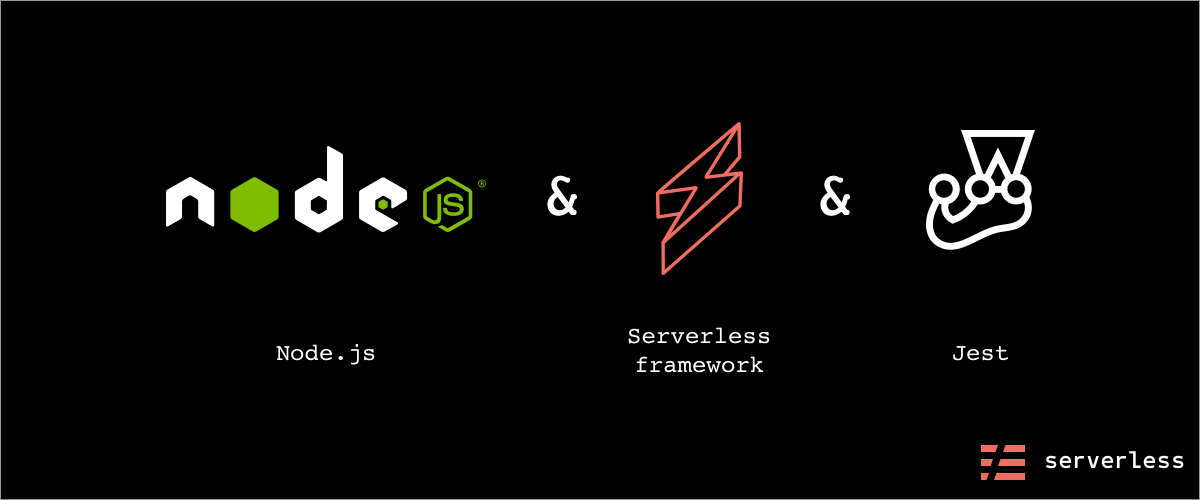 node JS ®
&
&
Node.js
Serverless
framework
Jest
serverless